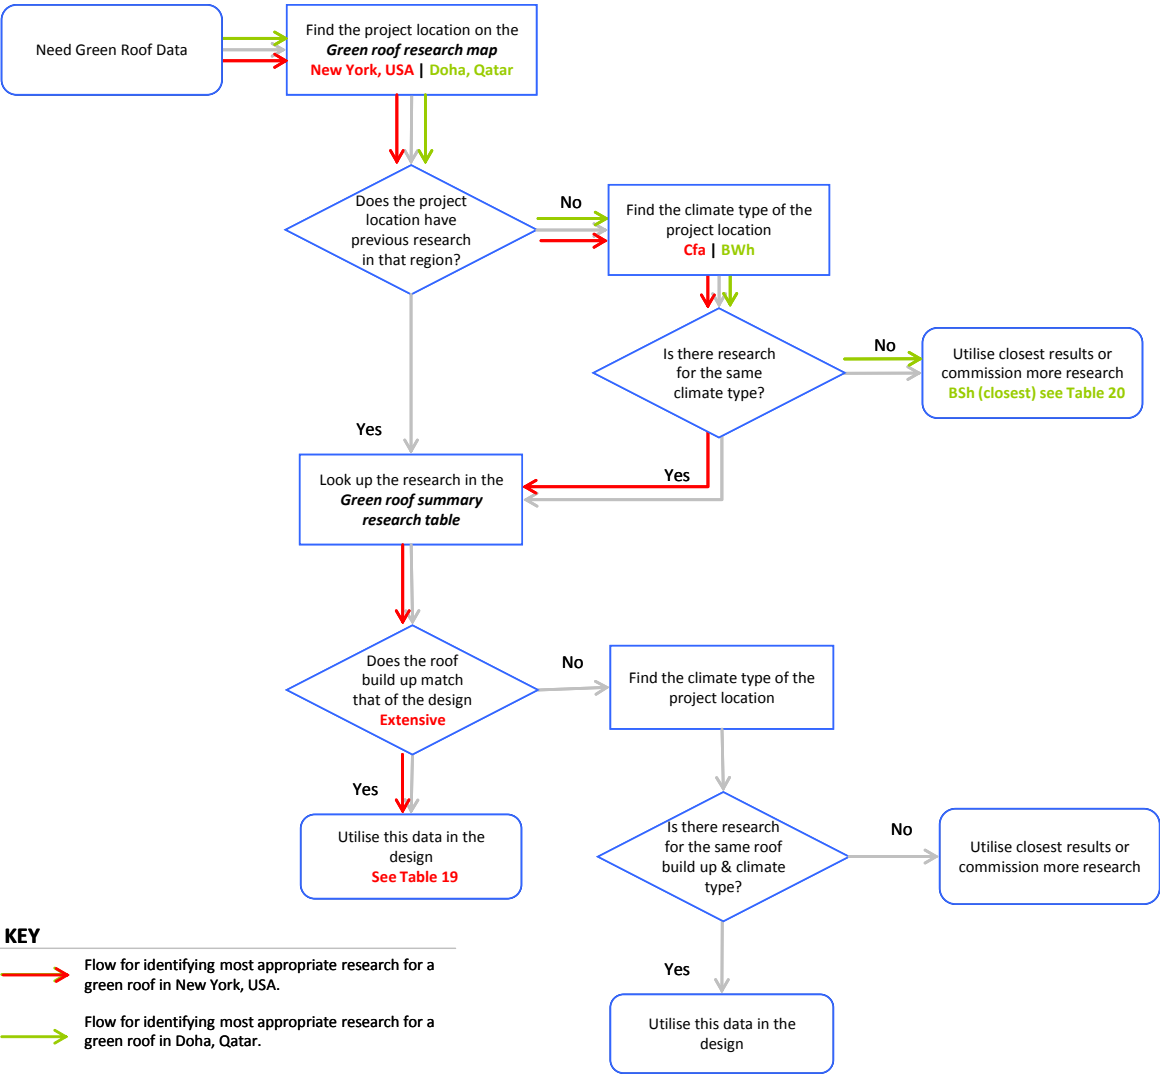 Need Green Roof Data
Find the project location on the
Green roof research map
New York, USA | Doha, Qatar
Does the project
location have
previous research
in that region?
No
Find the climate type of the
project location
Cfa | BWh
Is there research
for the same
climate type?
No
Utilise closest results or
commission more research
BSh (closest) see Table 20
Yes
Yes
Look up the research in the
Green roof summary
research table
Does the roof
build up match
that of the design
Extensive
No
Find the climate type of the
project location
Yes
Utilise this data in the
design
See Table 19
Is there research
for the same roof
build up & climate
type?
No
Utilise closest results or
commission more research
Yes
Utilise this data in the
design
KEY
Flow for identifying most appropriate research for a
green roof in New York, USA.
Flow for identifying most appropriate research for a
green roof in Doha, Qatar.